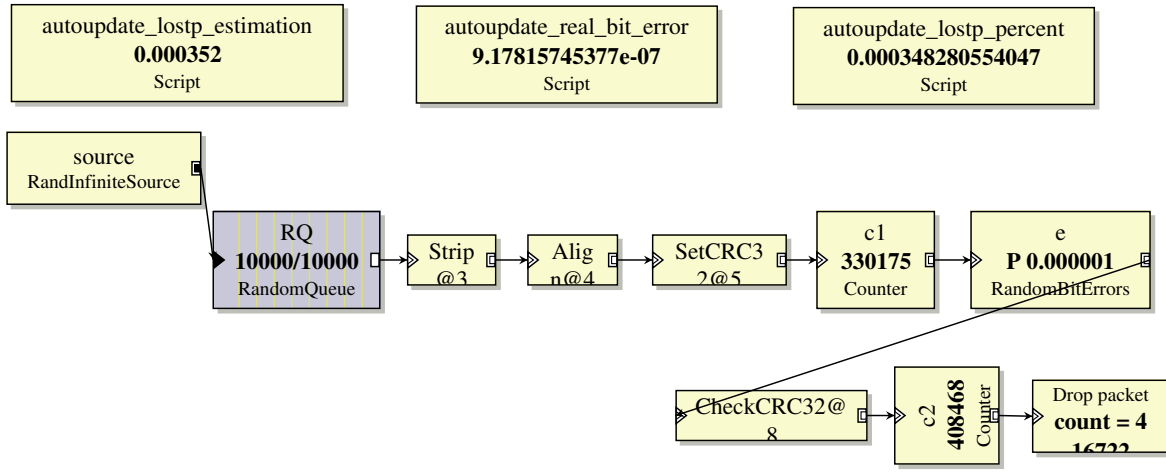 autoupdate_lostp_estimation
0.000352
Script
autoupdate_real_bit_error
9.17815745377e-07
Script
autoupdate_lostp_percent
0.000348280554047
Script
source
RandInfiniteSource
RQ
10000/10000
RandomQueue
Strip
@3
Alig
n@4
SetCRC3
2@5
c1
330175
Counter
e
P 0.000001
RandomBitErrors
CheckCRC32@
8
c2
408468
Counter
Drop packet
count = 4
16722